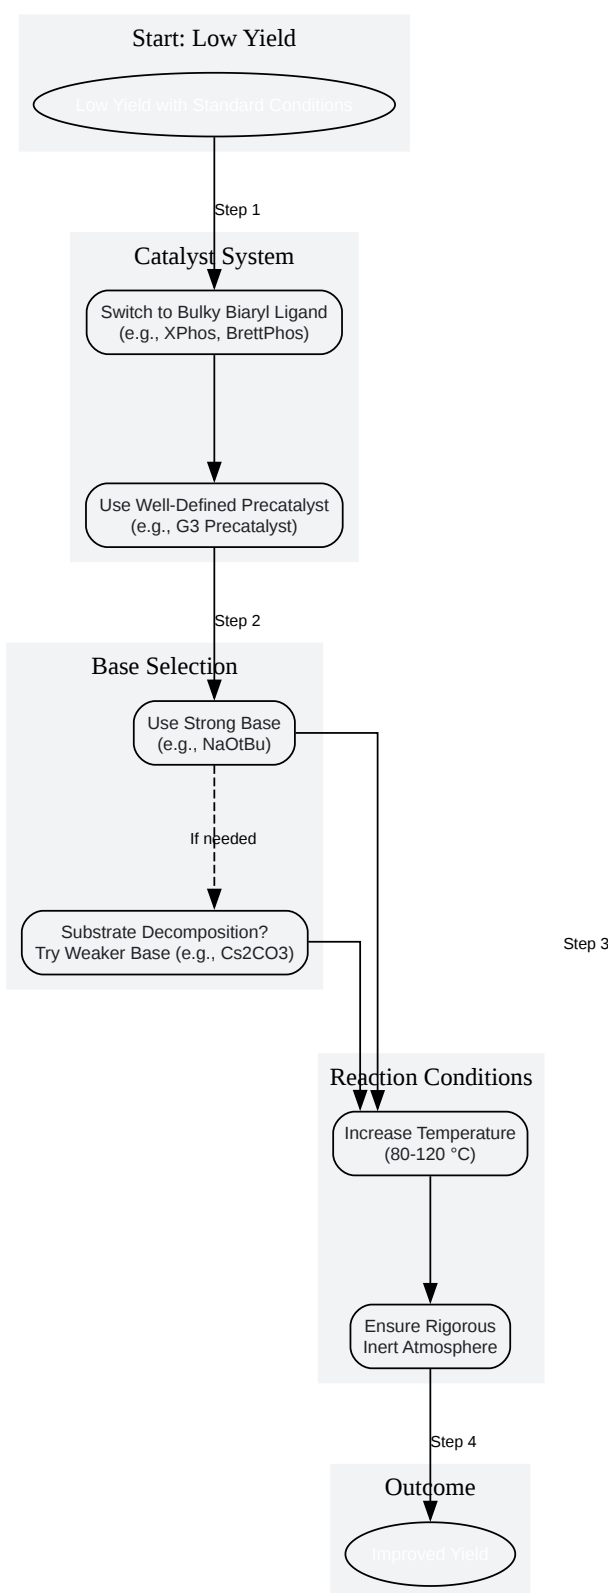 Start: Low Yield
Low Yield with Standard Conditions
Step 1
Catalyst System
Switch to Bulky Biaryl Ligand
(e.g., XPhos, BrettPhos)
Use Well-Defined Precatalyst
(e.g., G3 Precatalyst)
Step 2
Base Selection
Use Strong Base
(e.g., NaOtBu)
If needed
Substrate Decomposition?
Try Weaker Base (e.g., Cs2CO3)
Step 3
Reaction Conditions
Increase Temperature
(80-120 °C)
Ensure Rigorous
Inert Atmosphere
Step 4
Outcome
Improved Yield